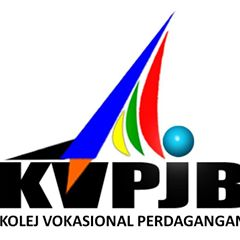 KVPJB
KOLEJ VOKASIONAL PERDAGANGAN